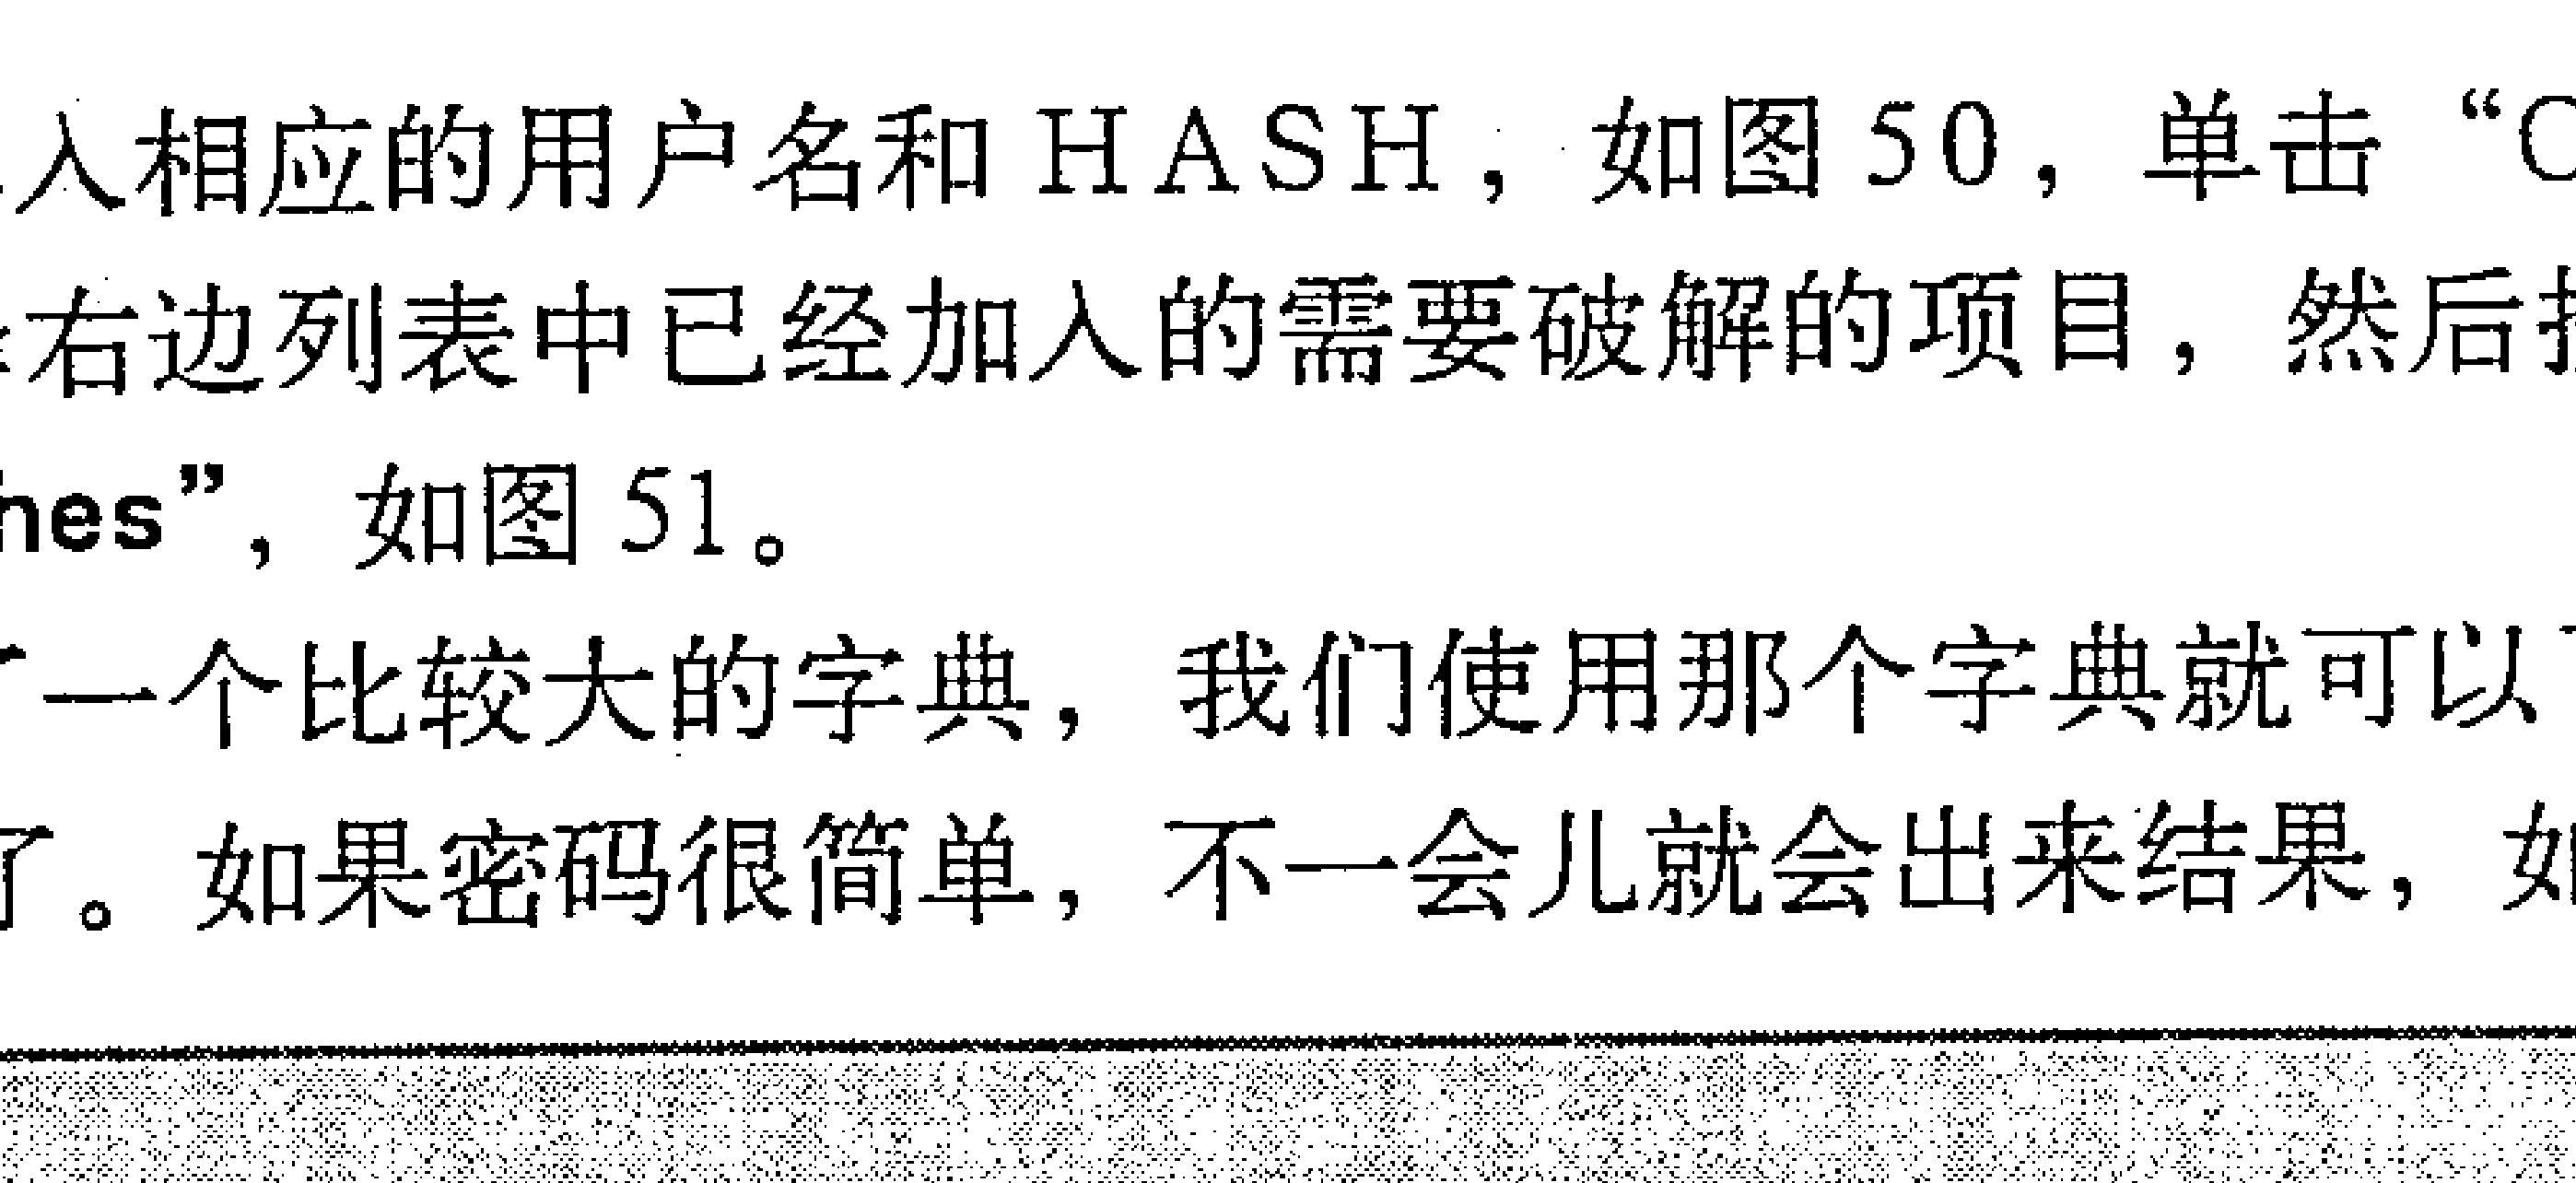 入相应的用户名和 HASH，如图 50，单击 “
右边列表中已经加入的需要破解的项目，然后
hes”，如图 51。
了一个比较大的字典，我们使用那个字典就可以
了。如果密码很简单，不一会儿就会出来结果，如